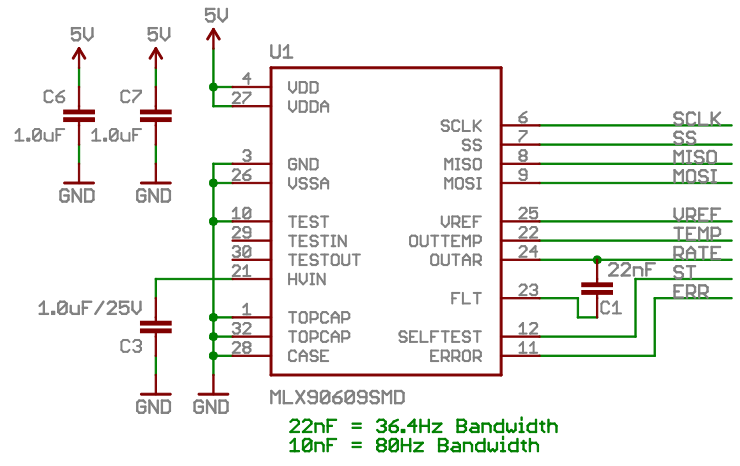 5V
5V
5V
U1
C6
1.0uF
GND
C7
1.0uF
GND
4 VDD
27 VDDA
3 GND
26 VSSA
10 TEST
29 TESTIN
30 TESTOUT
21 HVIN
1 TOPCAP
32 TOPCAP
28 CASE
SCLK 6 SCLK
SS 7 SS
MISO 8 MISO
MOSI 9 MOSI
VREF 25 VREF
OUTTEMP 22 TEMP
OUTAR 24 RATE
22nF
C1
FLT 23
ST
ERR
SELFTEST 12
ERROR 11
1.0uF/25V
C3
GND
GND
MLX90609SMD
22nF = 36.4Hz Bandwidth
10nF = 80Hz Bandwidth